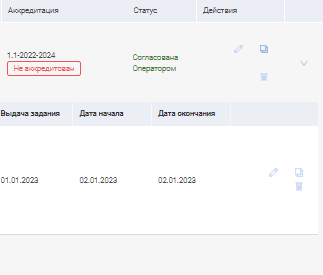 Аккредитация Статус Действия
1.1-2022-2024
Не аккредитован
Согласована
Оператором
Выдача задания Дата начала Дата окончания
01.01.2023 02.01.2023 02.01.2023